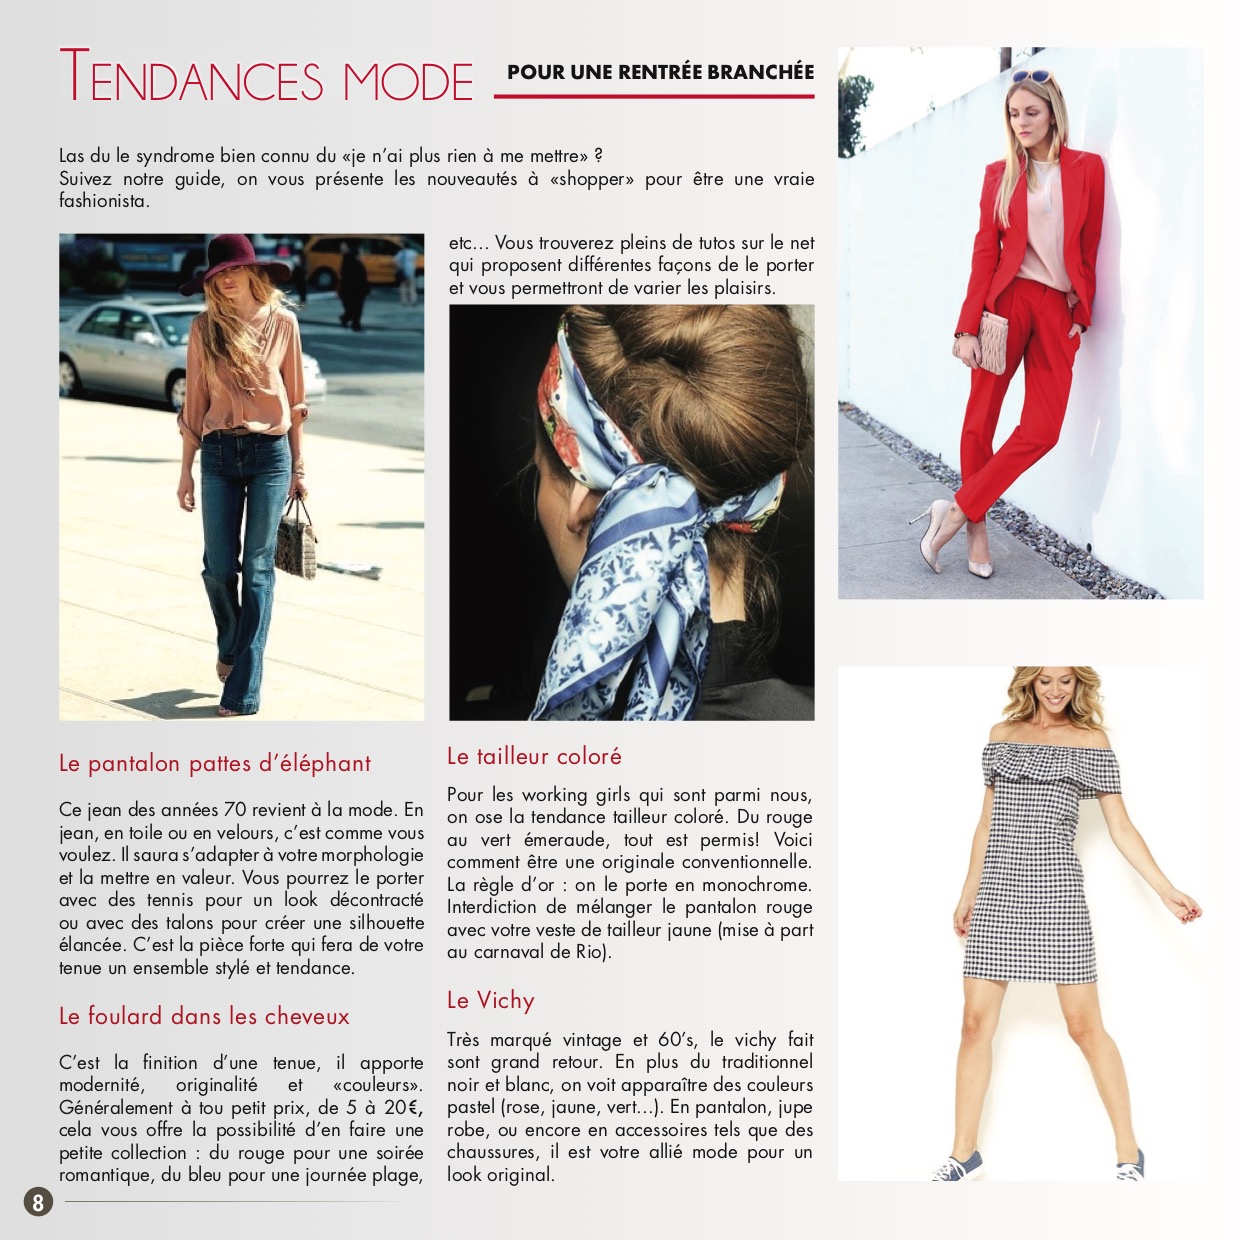 TENDANCES MODE
POUR UNE RENTRÉE BRANCHÉE
Las du le syndrome bien connu du «je n’ai plus rien à me mettre» ?
Suivez notre guide, on vous présente les nouveautés à «shopper» pour être une vraie
fashionista.
Le pantalon pattes d’éléphant
Ce jean des années 70 revient à la mode. En
jean, en toile ou en velours, c’est comme vous
voulez. Il saura s’adapter à votre morphologie
et la mettre en valeur. Vous pourrez le porter
avec des tennis pour un look décontracté
ou avec des talons pour créer une silhouette
élancée. C’est la pièce forte qui fera de votre
tenue un ensemble stylé et tendance.
Le foulard dans les cheveux
C’est la finition d’une tenue, il apporte
modernité, originalité et «couleurs».
Généralement à tou petit prix, de 5 à 20€,
cela vous offre la possibilité d’en faire une
petite collection : du rouge pour une soirée
romantique, du bleu pour une journée plage,
etc... Vous trouverez pleins de tutos sur le net
qui proposent différentes façons de le porter
et vous permettront de varier les plaisirs.
Le tailleur coloré
Pour les working girls qui sont parmi nous,
on ose la tendance tailleur coloré. Du rouge
au vert émeraude, tout est permis! Voici
comment être une originale conventionnelle.
La règle d’or : on le porte en monochrome.
Interdiction de mélanger le pantalon rouge
avec votre veste de tailleur jaune (mise à part
au carnaval de Rio).
Le Vichy
Très marqué vintage et 60’s, le vichy fait
sont grand retour. En plus du traditionnel
noir et blanc, on voit apparaître des couleurs
pastel (rose, jaune, vert...). En pantalon, jupe
robe, ou encore en accessoires tels que des
chaussures, il est votre allié mode pour un
look original.
8